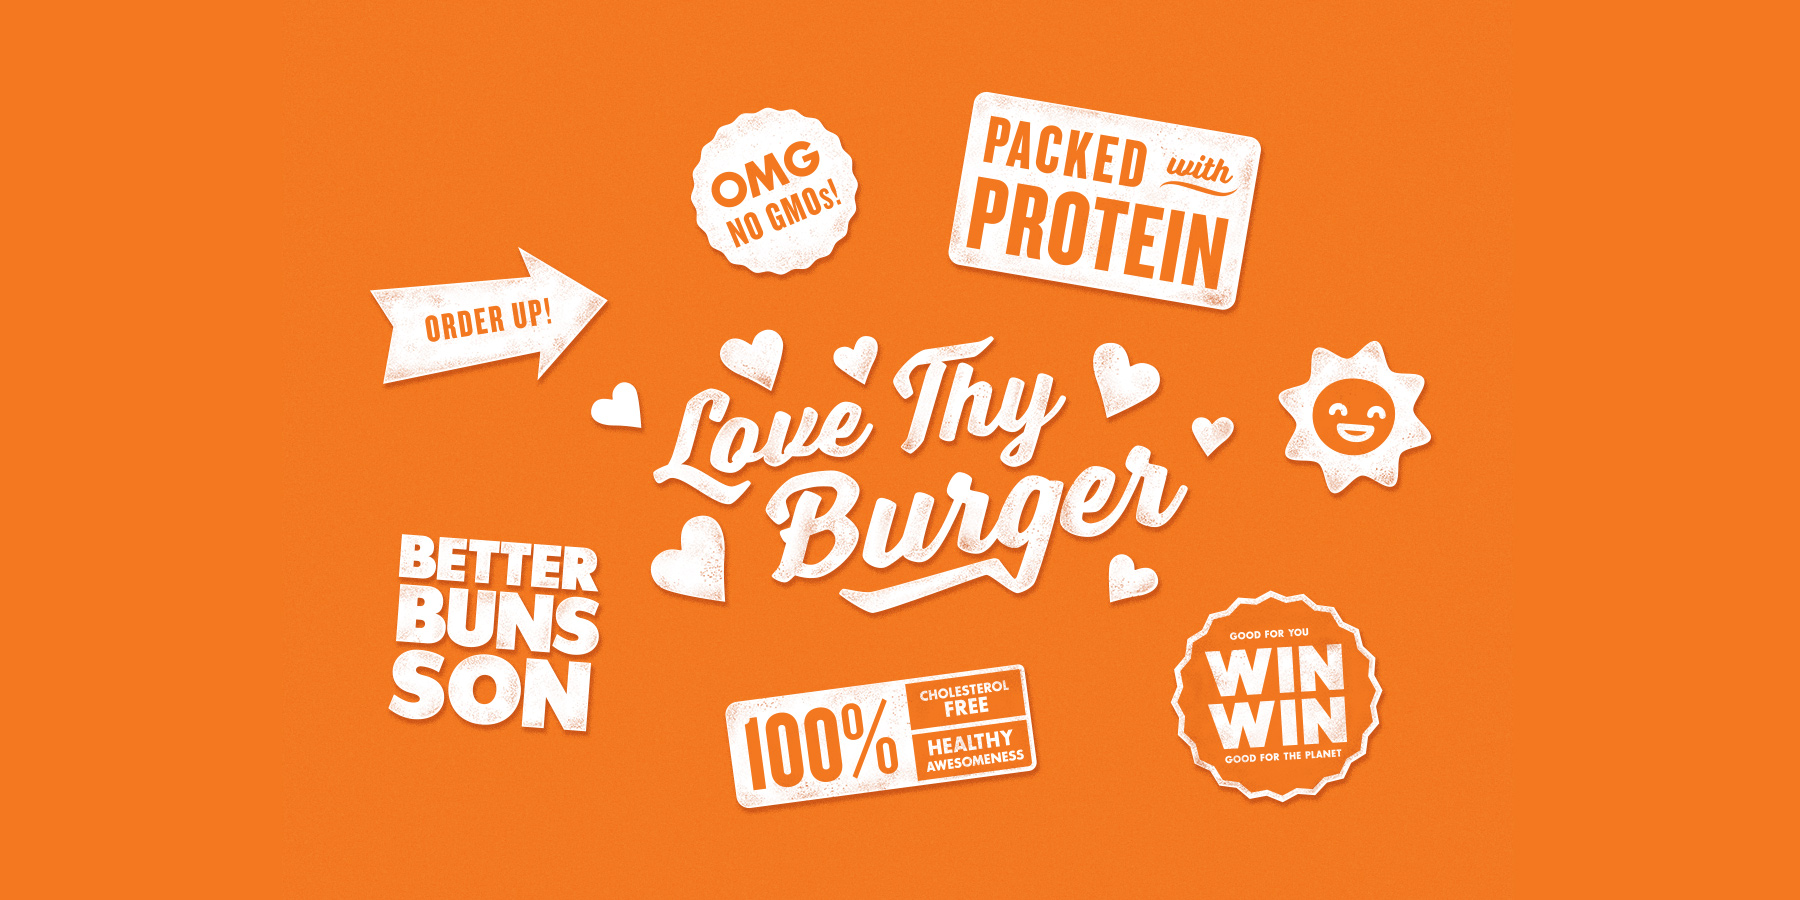 OMG
NO GMOs!
PACKED with
PROTEIN
ORDER UP!
Love Thy
Burger
BETTER
BUNS
SON
100%
CHOLESTEROL
FREE
HEALTHY
AWESOMENESS
GOOD FOR YOU
WIN
WIN
GOOD FOR THE PLANET